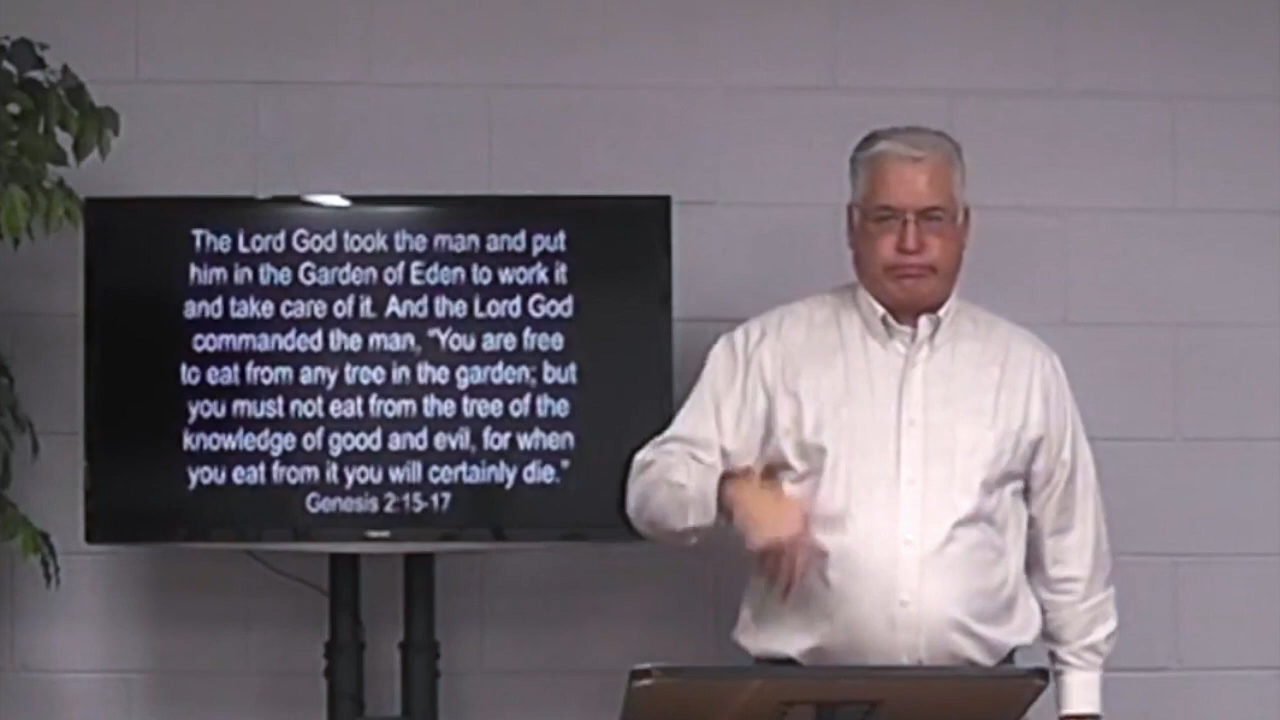 The Lord God took the man and put
him in the Garden of Eden to work it
and take care of it. And the Lord God
commanded the man, "You are free
to eat from any tree in the garden; but
you must not eat from the tree of the
knowledge of good and evil, for when
you eat from it you will certainly die."
Genesis 2:15-17